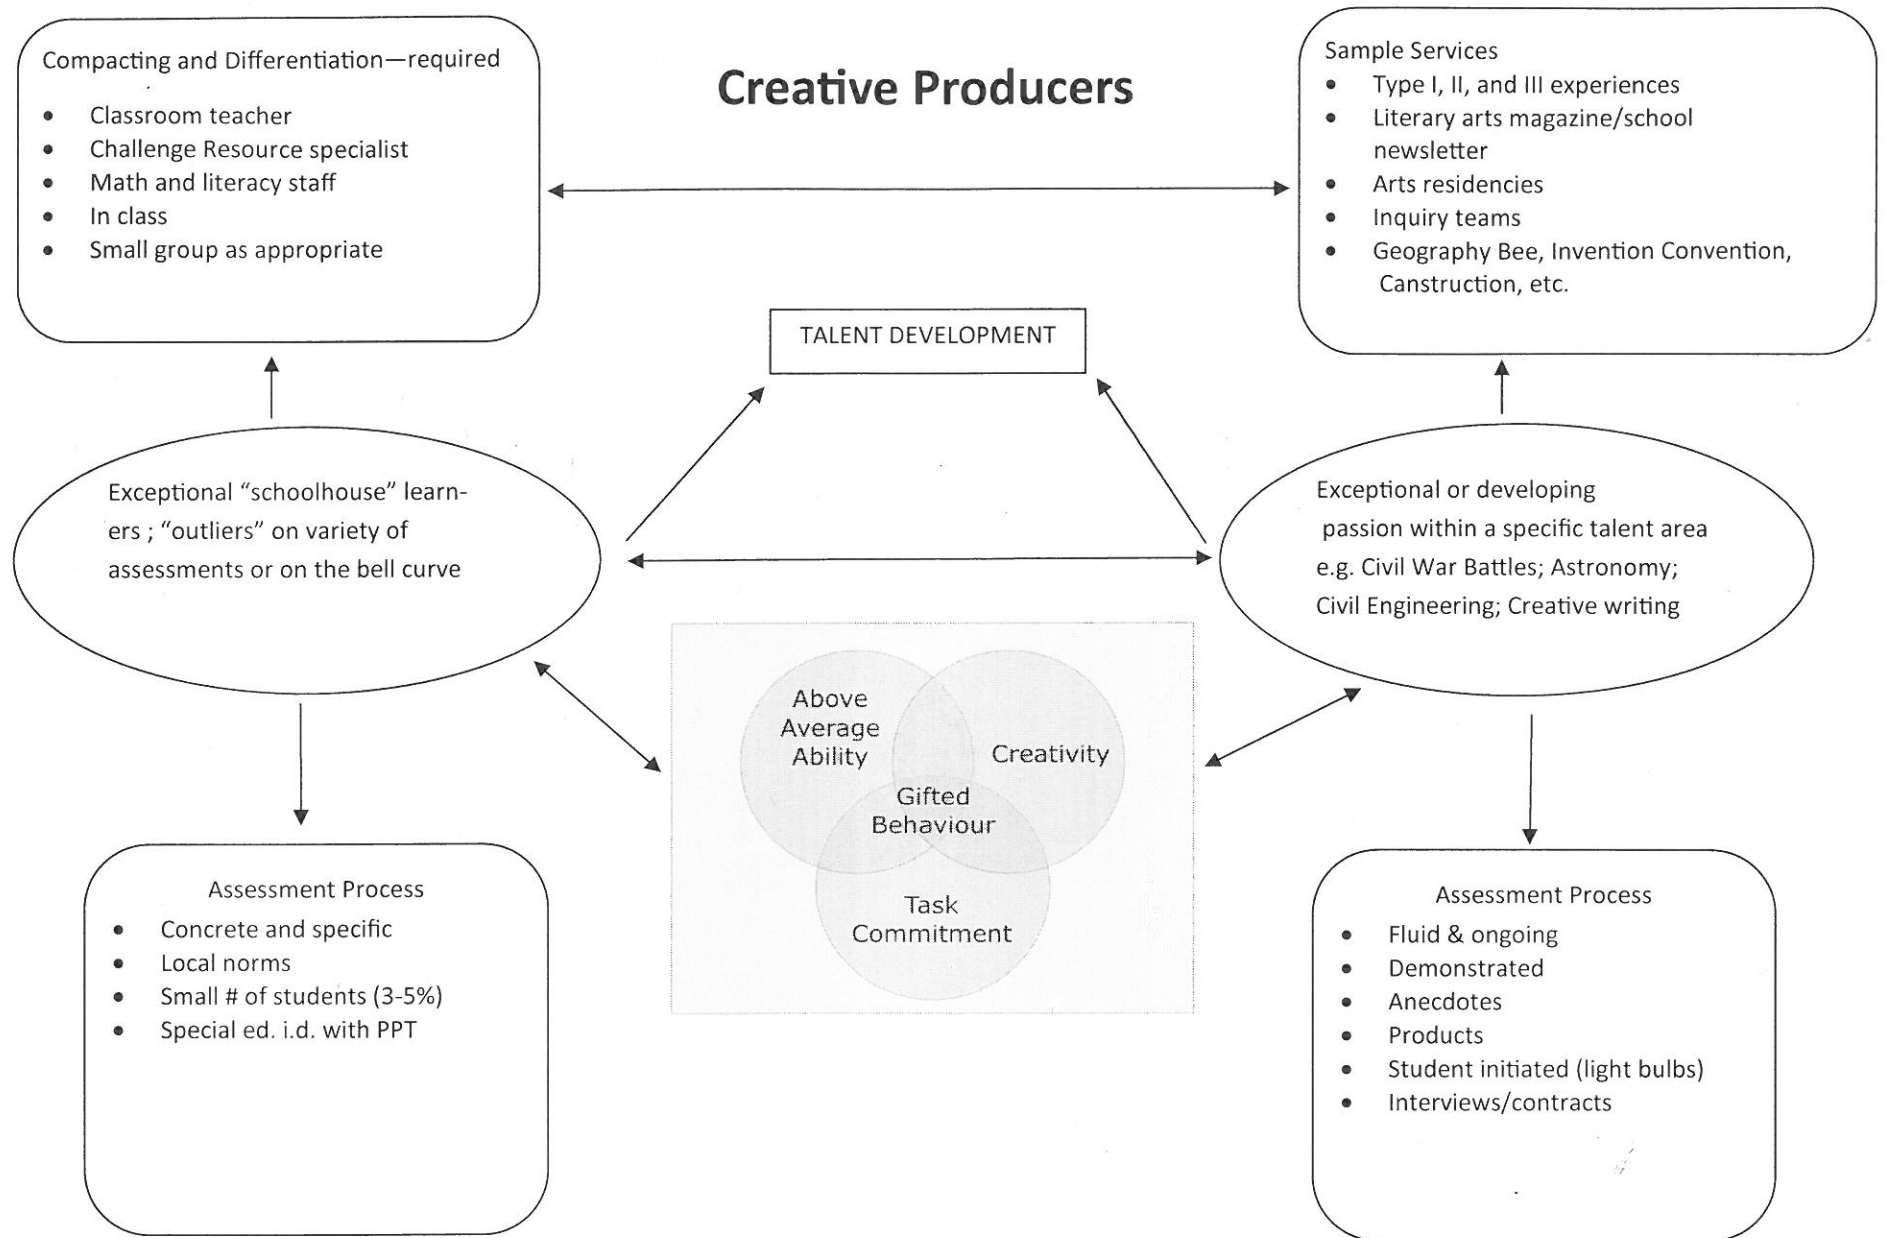 Creative Producers
Compacting and Differentiation—required
• Classroom teacher
• Challenge Resource specialist
• Math and literacy staff
• In class
• Small group as appropriate
Sample Services
• Type I, II, and III experiences
• Literary arts magazine/school
newsletter
• Arts residencies
• Inquiry teams
• Geography Bee, Invention Convention,
Canstruction, etc.
TALENT DEVELOPMENT
Exceptional “schoolhouse” learn-
ers ; “outliers” on variety of
assessments or on the bell curve
Exceptional or developing
passion within a specific talent area
e.g. Civil War Battles; Astronomy;
Civil Engineering; Creative writing
Above
Average
Ability
Creativity
Gifted
Behaviour
Task
Commitment
Assessment Process
• Concrete and specific
• Local norms
• Small # of students (3-5%)
• Special ed. i.d. with PPT
Assessment Process
• Fluid & ongoing
• Demonstrated
• Anecdotes
• Products
• Student initiated (light bulbs)
• Interviews/contracts